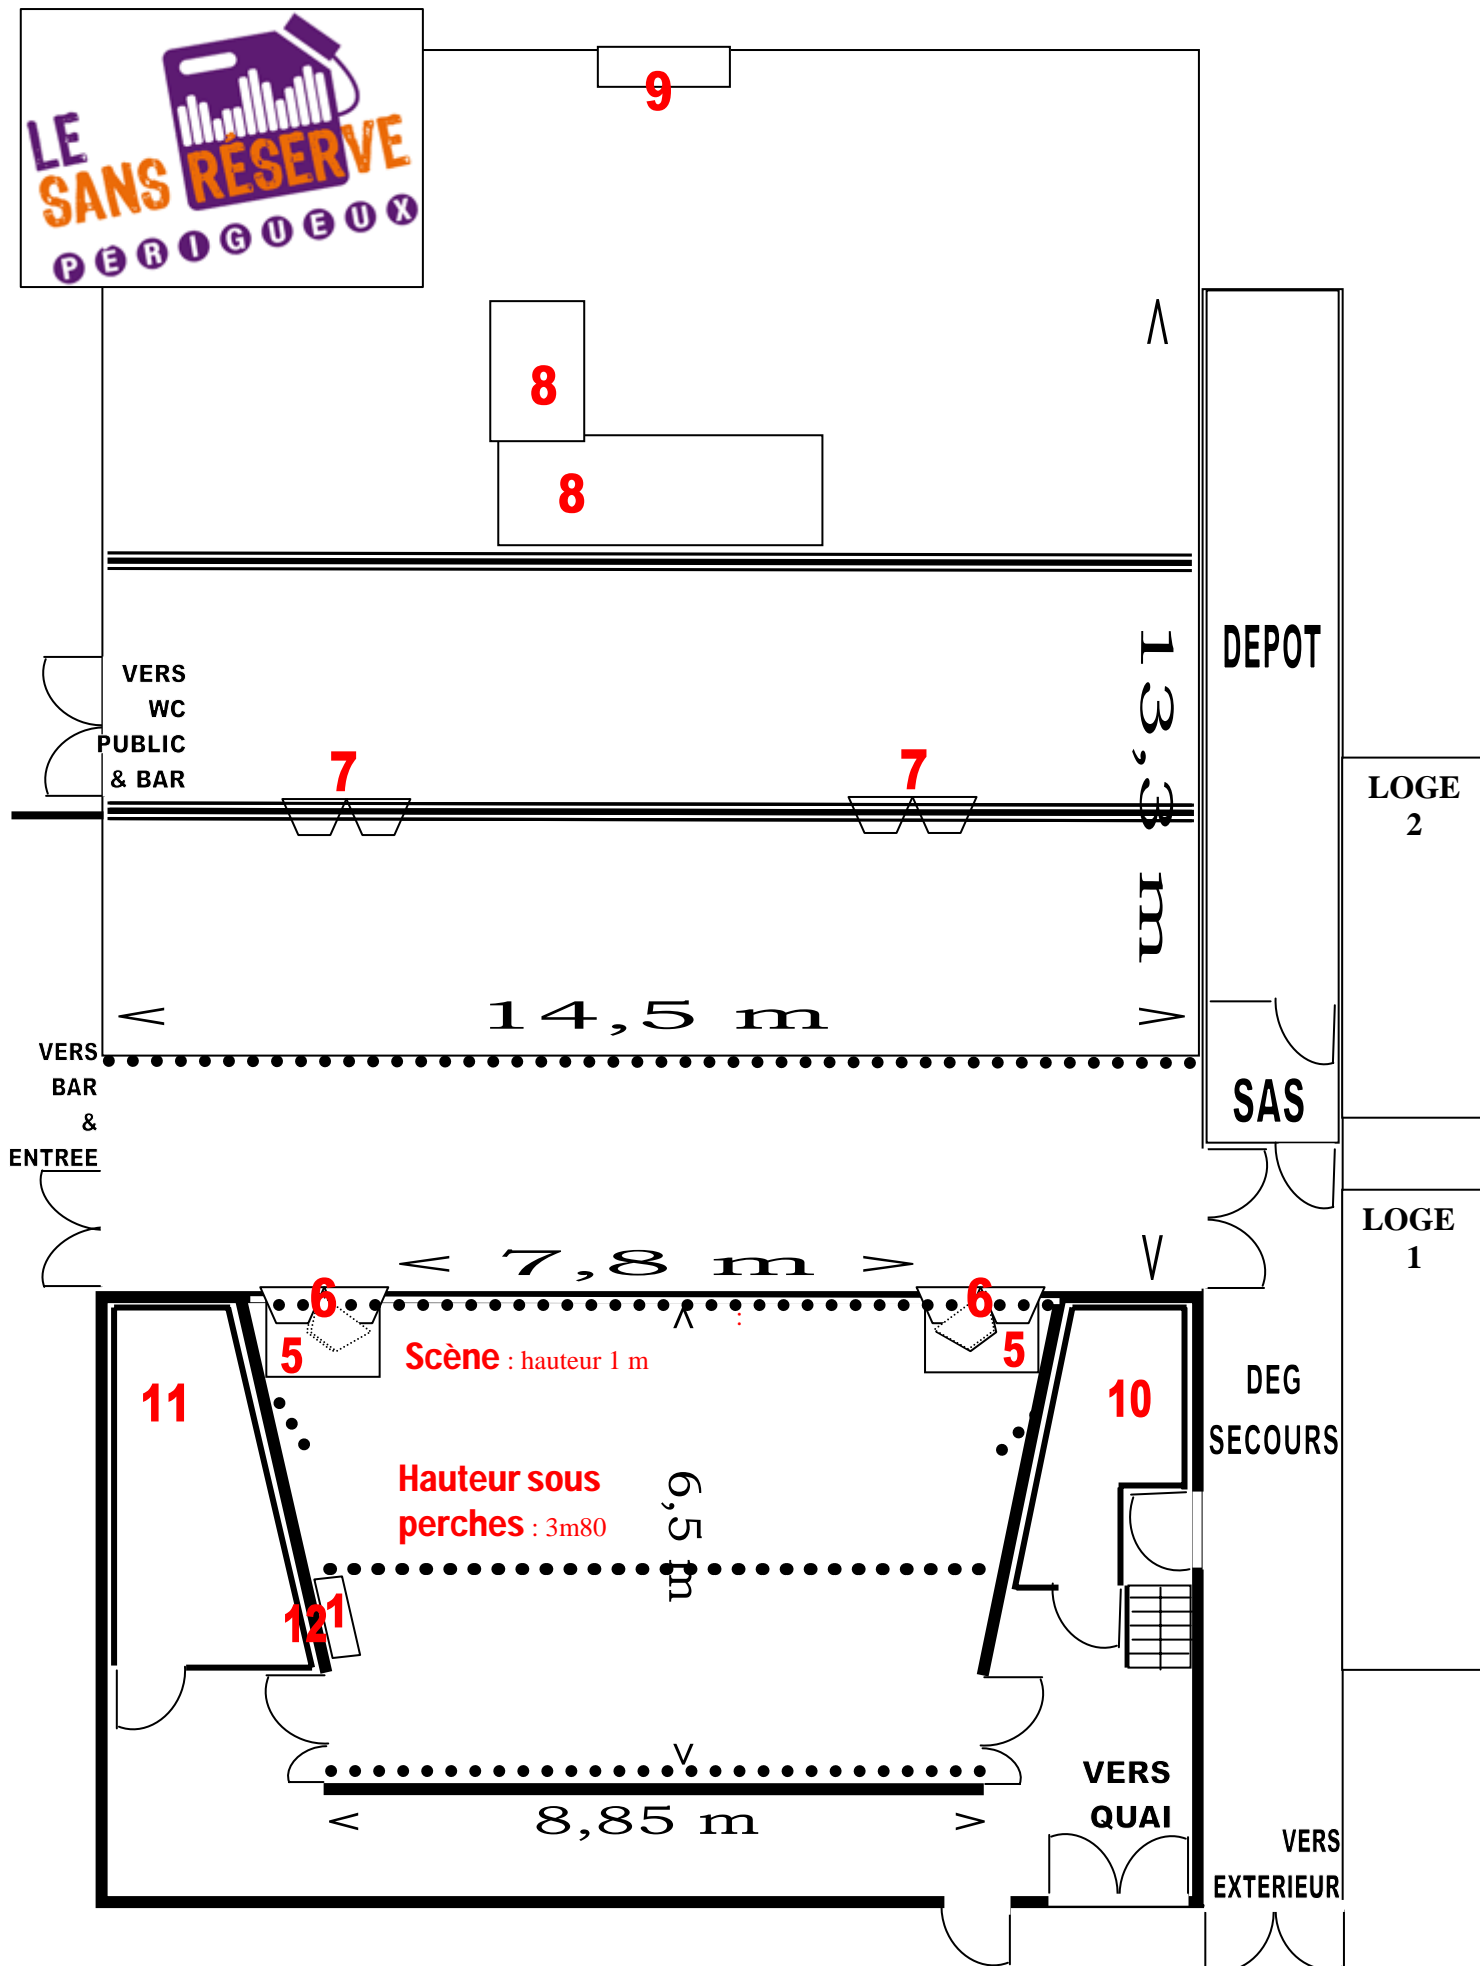 LE
SANS RÉSERVE
PÉRIGUEUX
9
8
8
DEPOT
13,3 m
VERS
WC
PUBLIC
& BAR
7
7
LOGE
2
< 14,5 m >
VERS
BAR
&
ENTREE
SAS
LOGE
1
< 7,8 m >
6
6
5
5
:
Scène : hauteur 1 m
11
10
DEG
SECOURS
Hauteur sous
perches : 3m80
6,5 m
12
1
VERS
QUAI
< 8,85 m >
VERS
EXTERIEUR